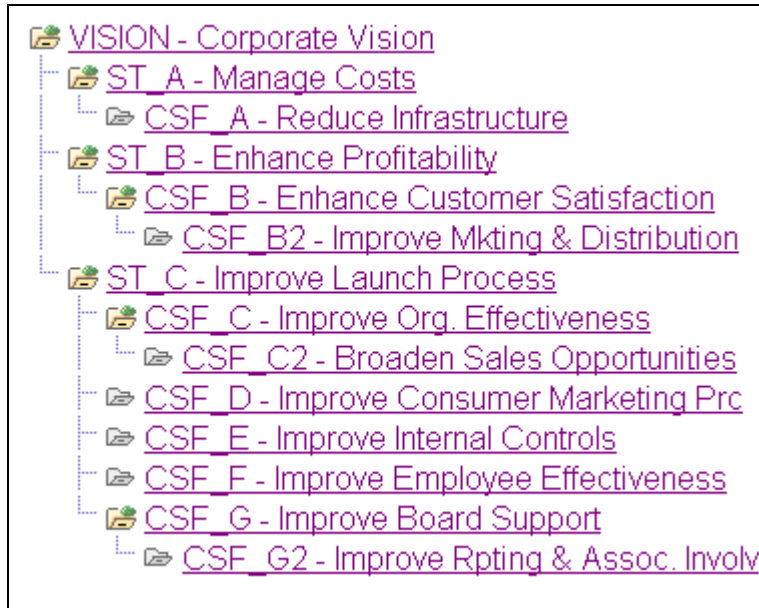 VISION - Corporate Vision
ST_A - Manage Costs
CSF_A - Reduce Infrastructure
ST_B - Enhance Profitability
CSF_B - Enhance Customer Satisfaction
CSF_B2 - Improve Mkting & Distribution
ST_C - Improve Launch Process
CSF_C - Improve Org. Effectiveness
CSF_C2 - Broaden Sales Opportunities
CSF_D - Improve Consumer Marketing Prc
CSF_E - Improve Internal Controls
CSF_F - Improve Employee Effectiveness
CSF_G - Improve Board Support
CSF_G2 - Improve Rpting & Assoc. Involv